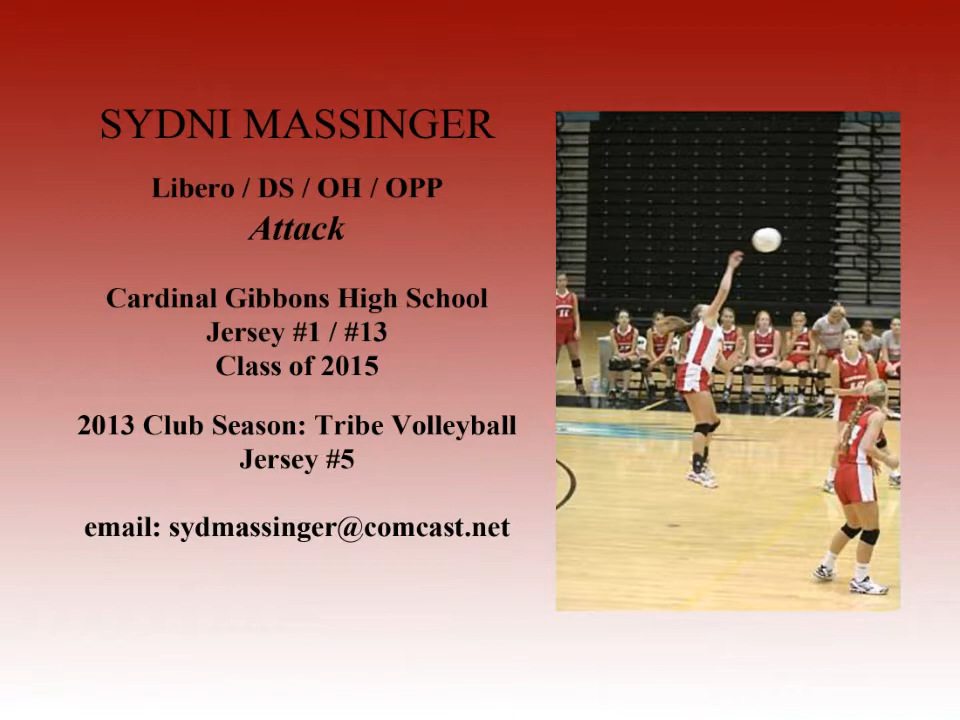 SYDNI MASSINGER
Libero / DS / OH / OPP
Attack
Cardinal Gibbons High School
Jersey #1 / #13
Class of 2015
2013 Club Season: Tribe Volleyball
Jersey #5
email: sydmassinger@comcast.net